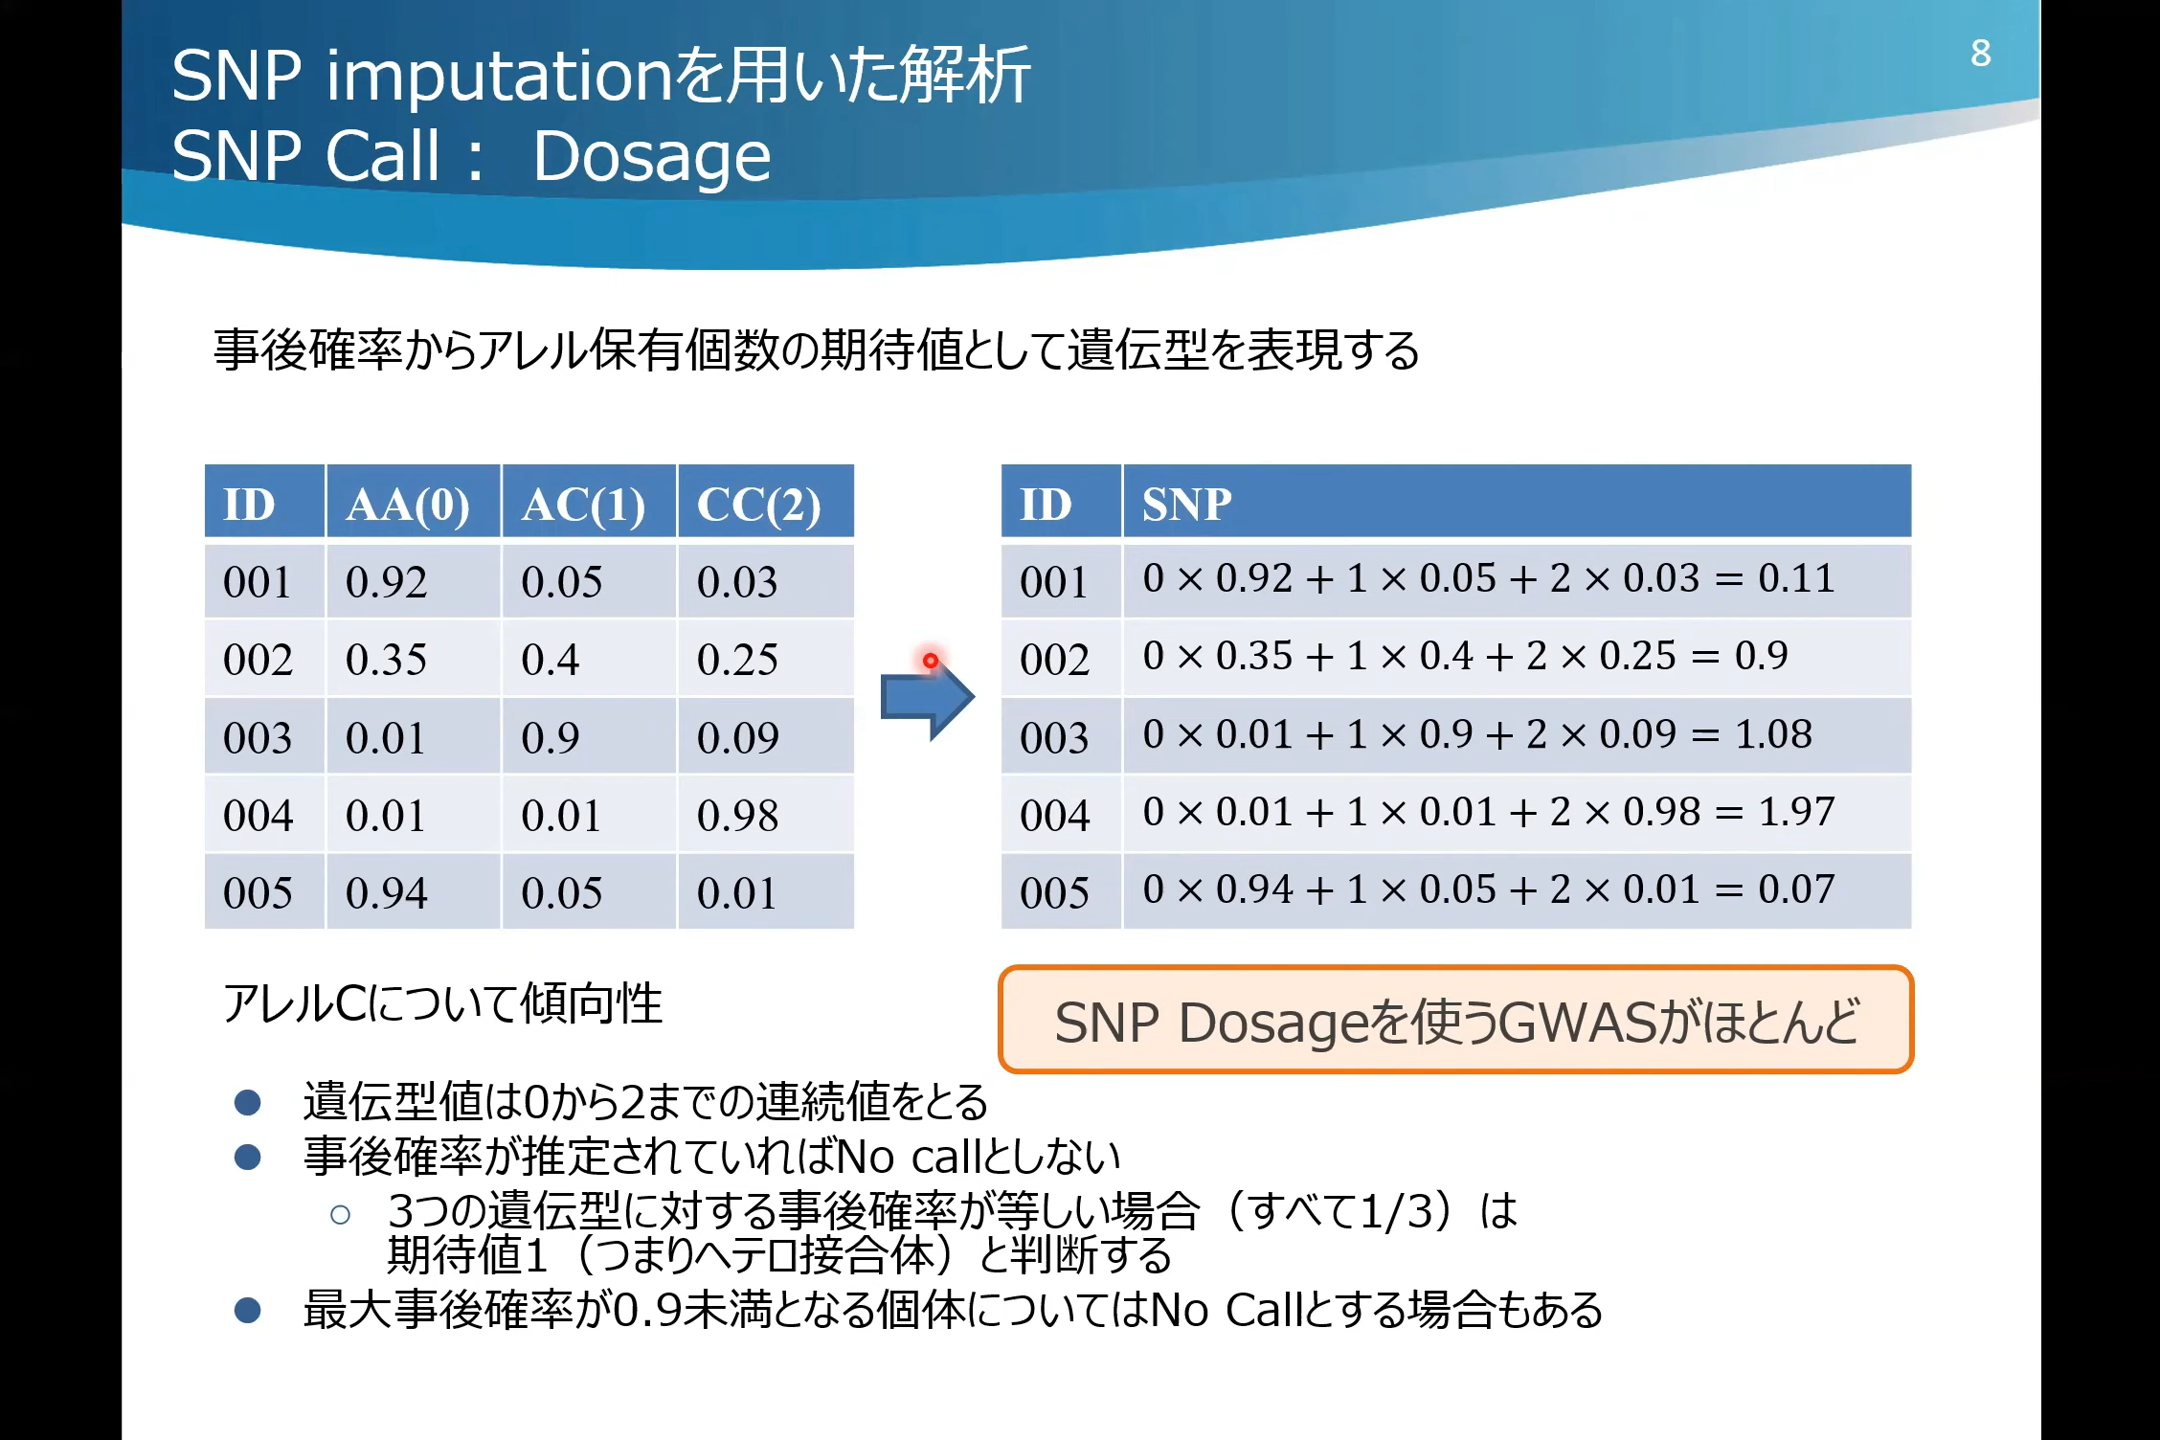 8
SNP imputationを用いた解析
SNP Call： Dosage
事後確率からアレル保有個数の期待値として遺伝型を表現する
ID AA(0) AC(1) CC(2)
001 0.92 0.05 0.03
002 0.35 0.4 0.25
003 0.01 0.9 0.09
004 0.01 0.01 0.98
005 0.94 0.05 0.01
ID SNP
001 0 × 0.92 + 1 × 0.05 + 2 × 0.03 = 0.11
002 0 × 0.35 + 1 × 0.4 + 2 × 0.25 = 0.9
003 0 × 0.01 + 1 × 0.9 + 2 × 0.09 = 1.08
004 0 × 0.01 + 1 × 0.01 + 2 × 0.98 = 1.97
005 0 × 0.94 + 1 × 0.05 + 2 × 0.01 = 0.07
アレルCについて傾向性
SNP Dosageを使うGWASがほとんど
● 遺伝型値は0から2までの連続値をとる
● 事後確率が推定されていればNo callとしない
○ 3つの遺伝型に対する事後確率が等しい場合（すべて1/3）は
期待値1（つまりヘテロ接合体）と判断する
● 最大事後確率が0.9未満となる個体についてはNo Callとする場合もある